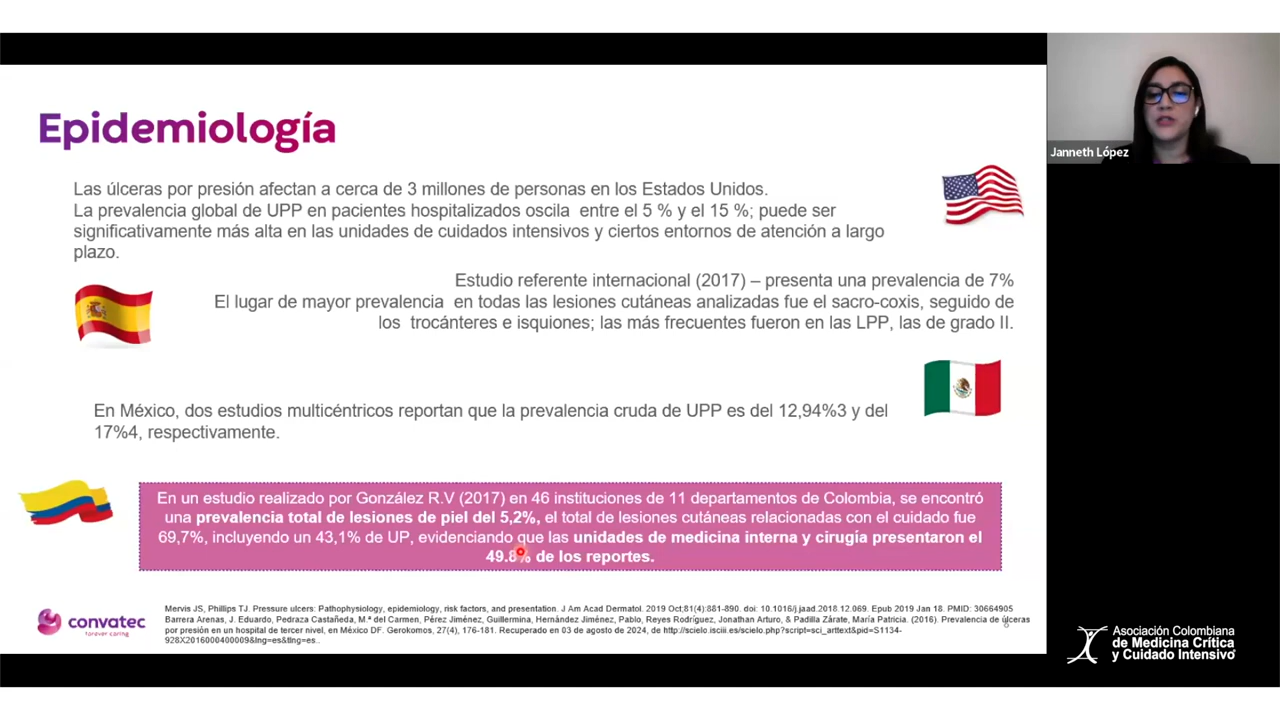 Epidemiología
Las úlceras por presión afectan a cerca de 3 millones de personas en los Estados Unidos.
La prevalencia global de UPP en pacientes hospitalizados oscila entre el 5 % y el 15 %; puede ser
significativamente más alta en las unidades de cuidados intensivos y ciertos entornos de atención a largo
plazo.
Estudio referente internacional (2017) – presenta una prevalencia de 7%
El lugar de mayor prevalencia en todas las lesiones cutáneas analizadas fue el sacro-coxis, seguido de
los trocánteres e isquiones; las más frecuentes fueron en las LPP, las de grado II.
En México, dos estudios multicéntricos reportan que la prevalencia cruda de UPP es del 12,94%3 y del
17%4, respectivamente.
En un estudio realizado por González R.V (2017) en 46 instituciones de 11 departamentos de Colombia, se encontró
una prevalencia total de lesiones de piel del 5,2%, el total de lesiones cutáneas relacionadas con el cuidado fue
69,7%, incluyendo un 43,1% de UP, evidenciando que las unidades de medicina interna y cirugía presentaron el
49.8% de los reportes.
convatec
forever caring
Mervis JS, Phillips TJ. Pressure ulcers: Pathophysiology, epidemiology, risk factors, and presentation. J Am Acad Dermatol. 2019 Oct;81(4):881-890. doi: 10.1016/j.jaad.2018.12.069. Epub 2019 Jan 18. PMID: 30664905
Barrera Arenas, J. Eduardo, Pedraza Castañeda, M.ª del Carmen, Pérez Jiménez, Guillermina, Hernández Jiménez, Pablo, Reyes Rodríguez, Jonathan Arturo, & Padilla Zárate, María Patricia. (2016). Prevalencia de úlceras
por presión en un hospital de tercer nivel, en México DF. Gerokomos, 27(4), 176-181. Recuperado en 03 de agosto de 2024, de http://scielo.isciii.es/scielo.php?script=sci_arttext&pid=S1134-
928X2016000400009&lng=es&tlng=es..
Janneth López
Asociación Colombiana
de Medicina Crítica
y Cuidado Intensivo